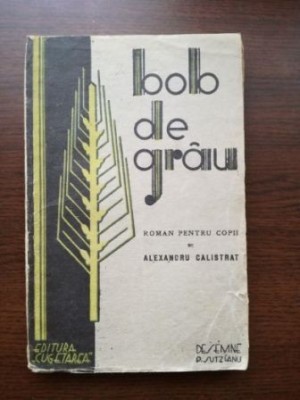 bob
de
grâu
ROMAN PENTRU COPII
DE
ALEXANDRU CALISTRAT
EDITURA
"CUGETAREA"
DESEMNE
D. SUTZIANU